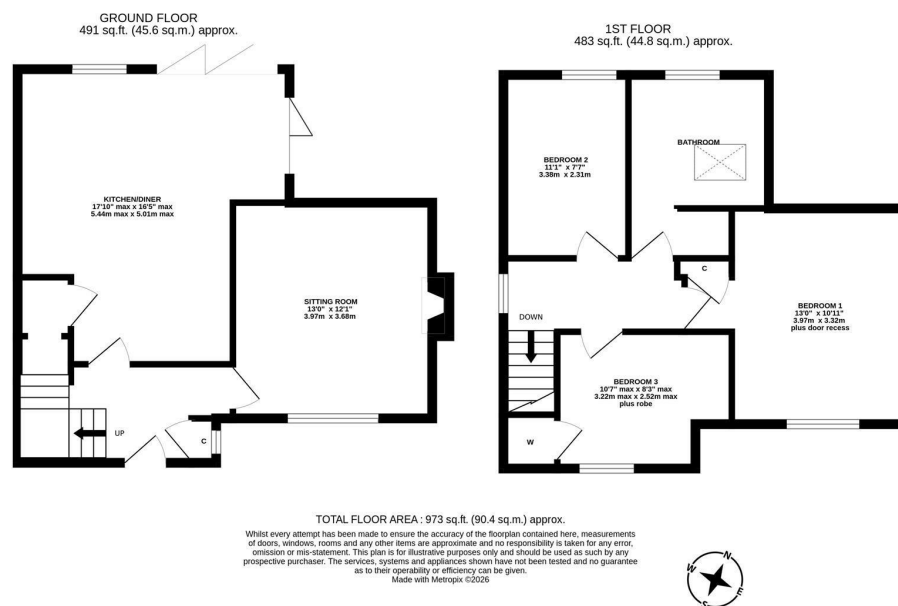 GROUND FLOOR
491 sq.ft. (45.6 sq.m.) approx.
KITCHEN/DINER
17'10" max x 16'5" max
5.44m max x 5.01m max
SITTING ROOM
13'0" x 12'1"
3.97m x 3.68m
UP
C
1ST FLOOR
483 sq.ft. (44.8 sq.m.) approx.
BEDROOM 2
11'1" x 7'7"
3.38m x 2.31m
BATHROOM
C
DOWN
BEDROOM 1
13'0" x 10'11"
3.97m x 3.32m
plus door recess
BEDROOM 3
10'7" max x 8'3" max
3.22m max x 2.52m max
plus robe
W
TOTAL FLOOR AREA : 973 sq.ft. (90.4 sq.m.) approx.
Whilst every attempt has been made to ensure the accuracy of the floorplan contained here, measurements
of doors, windows, rooms and any other items are approximate and no responsibility is taken for any error,
omission or mis-statement. This plan is for illustrative purposes only and should be used as such by any
prospective purchaser. The services, systems and appliances shown have not been tested and no guarantee
as to their operability or efficiency can be given.
Made with Metropix ©2026
N
W
E
S